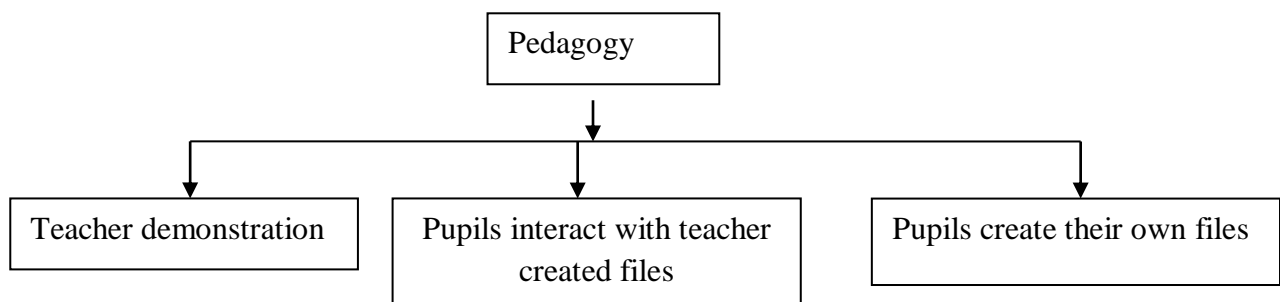 Pedagogy
Teacher demonstration
Pupils interact with teacher
created files
Pupils create their own files